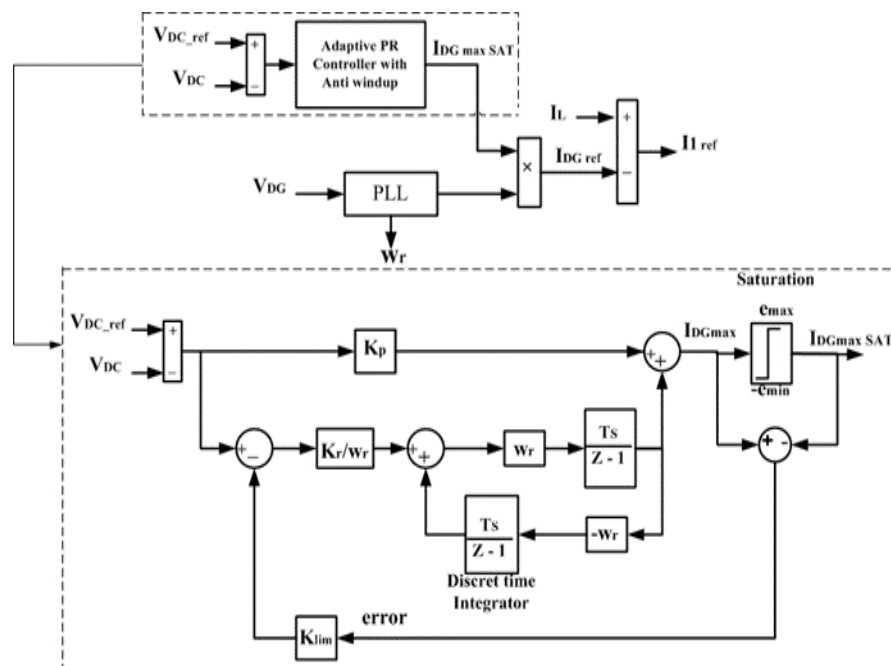 VDC_ref
+
VDC
−
Adaptive PR
Controller with
Anti windup
IDG max SAT
IL
+
−
I1 ref
×
IDG ref
VDG
PLL
wr
Saturation
VDC_ref
+
VDC
−
Kp
+
+
IDGmax
emax
-emin
IDGmax SAT
+
−
Kr/wr
+
+
wr
Ts
Z - 1
+
-
Ts
Z - 1
-wr
Discret time
Integrator
error
Klim